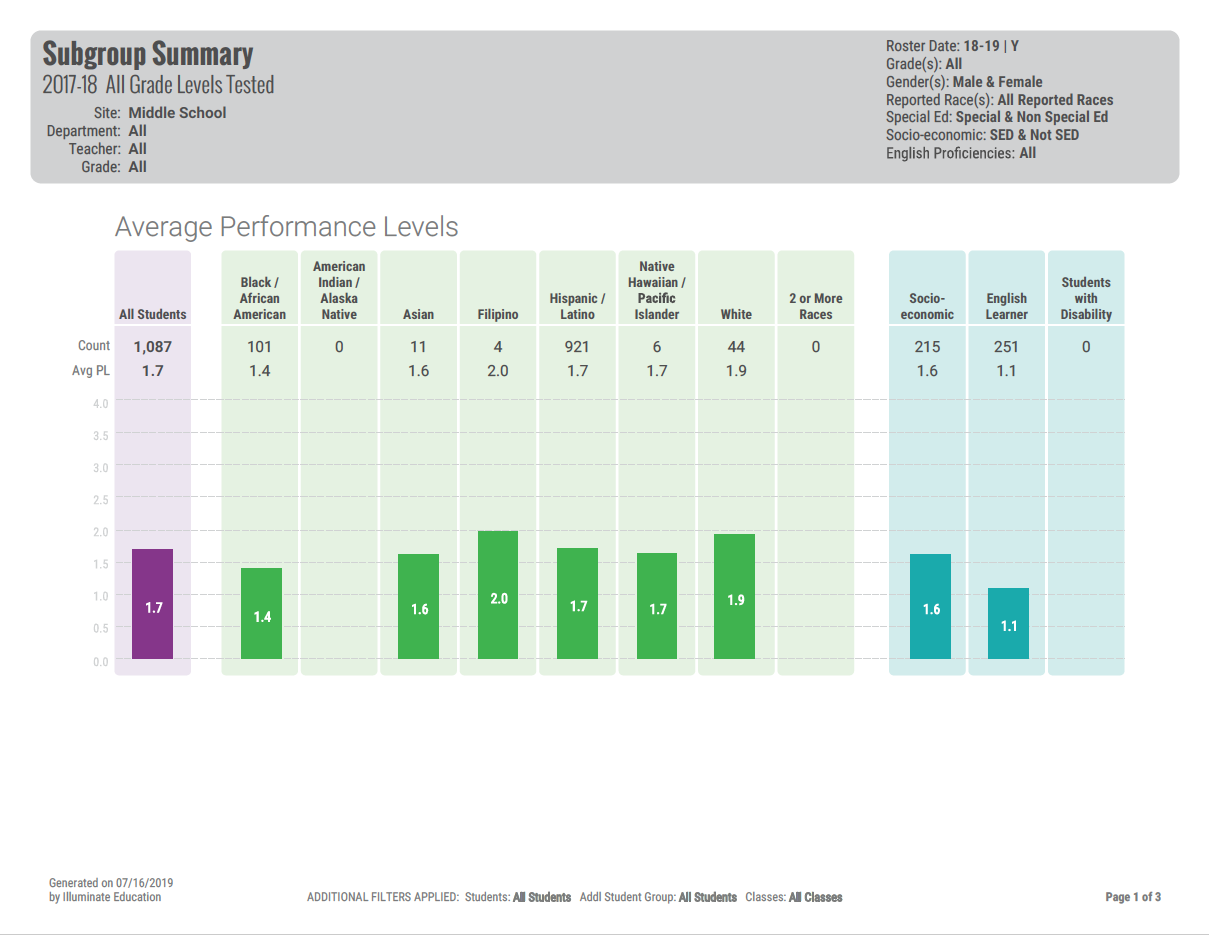 Subgroup Summary
2017-18 All Grade Levels Tested
Site: Middle School
Department: All
Teacher: All
Grade: All
Roster Date: 18-19 | Y
Grade(s): All
Gender(s): Male & Female
Reported Race(s): All Reported Races
Special Ed: Special & Non Special Ed
Socio-economic: SED & Not SED
English Proficiencies: All
Average Performance Levels
All Students
Black /
African
American
American
Indian /
Alaska
Native
Asian
Filipino
Hispanic /
Latino
Native
Hawaiian /
Pacific
Islander
White
2 or More
Races
Socio-
economic
English
Learner
Students
with
Disability
Count 1,087 101 0 11 4 921 6 44 0 215 251 0
Avg PL 1.7 1.4 1.6 2.0 1.7 1.7 1.9 1.6 1.1
4.0
3.5
3.0
2.5
2.0
1.5
1.0
0.5
0.0
1.7
1.4
1.6
2.0
1.7
1.7
1.9
1.6
1.1
Generated on 07/16/2019
by Illuminate Education
ADDITIONAL FILTERS APPLIED: Students: All Students Addl Student Group: All Students Classes: All Classes
Page 1 of 3